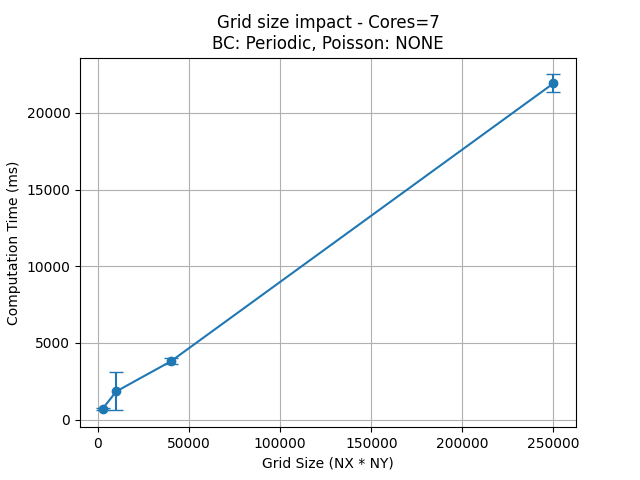 Grid size impact - Cores=7
BC: Periodic, Poisson: NONE
Computation Time (ms)
20000
15000
10000
5000
0
0
50000
100000
150000
200000
250000
Grid Size (NX * NY)